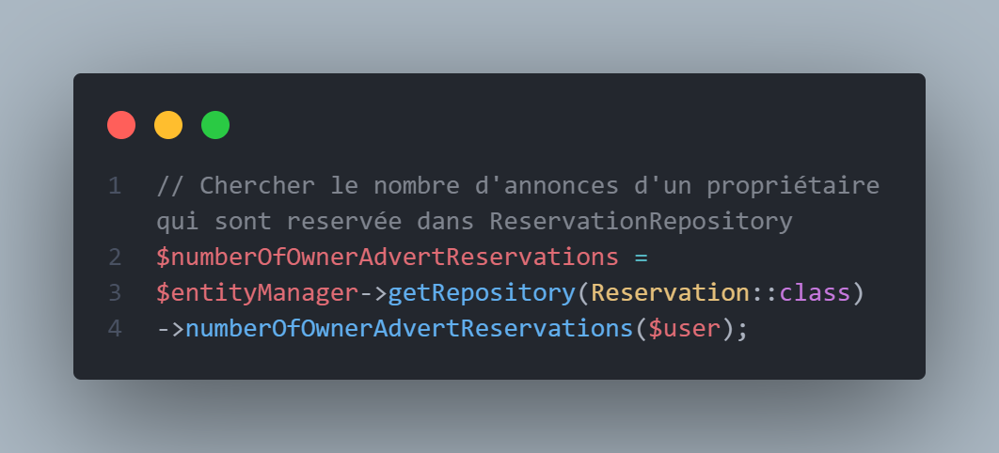 1 // Chercher le nombre d'annonces d'un propriétaire
qui sont reservée dans ReservationRepository
2 $numberOfOwnerAdvertReservations =
3 $entityManager->getRepository(Reservation::class)
4 ->numberOfOwnerAdvertReservations($user);